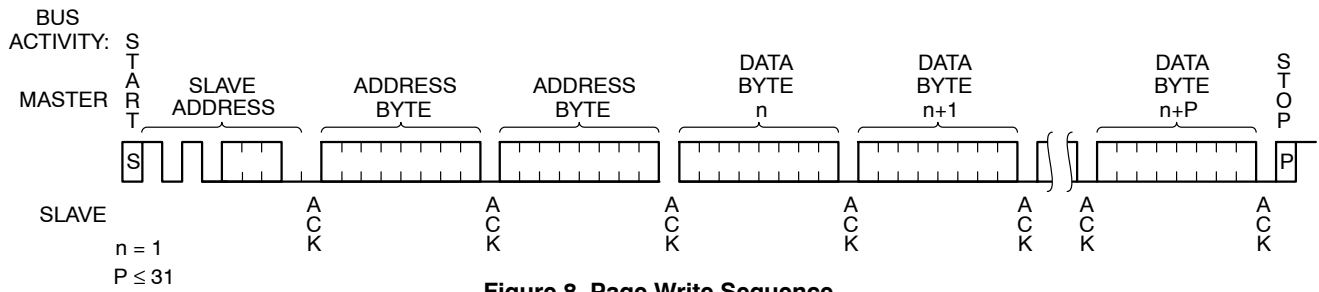 BUS
ACTIVITY:
MASTER
START
SLAVE
ADDRESS
ADDRESS
BYTE
ADDRESS
BYTE
DATA
BYTE
n
DATA
BYTE
n+1
DATA
BYTE
n+P
STOP
S
P
SLAVE
ACK
ACK
ACK
ACK
ACK
ACK
ACK
n = 1
P ≤ 31
Figure 8. Page Write Sequence